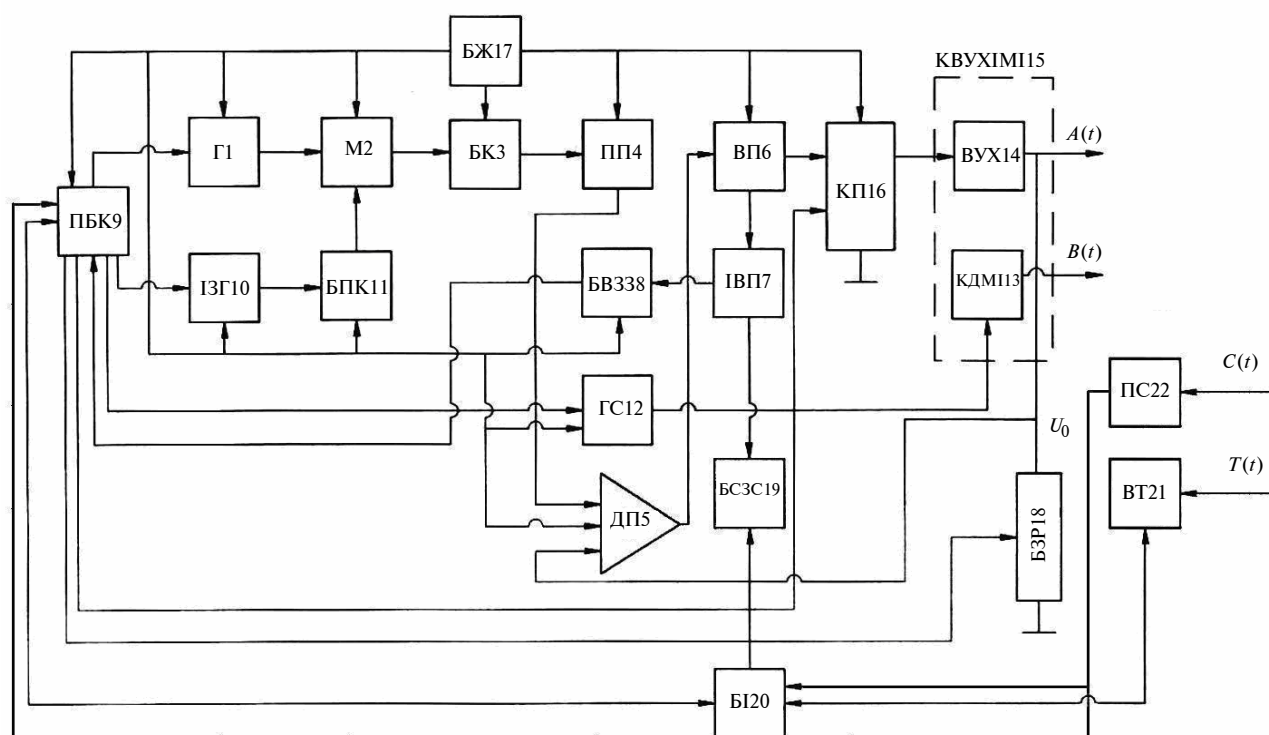 БЖ17
КВУХІМІ15
Г1
М2
БК3
ПП4
ВП6
КП16
ВУХ14
A(t)
ПБК9
ІЗГ10
БПК11
БВЗЗ8
ІВП7
КДМІ13
B(t)
ГС12
ПС22
C(t)
U0
БСЗС19
ВТ21
T(t)
ДП5
БЗР18
БІ20